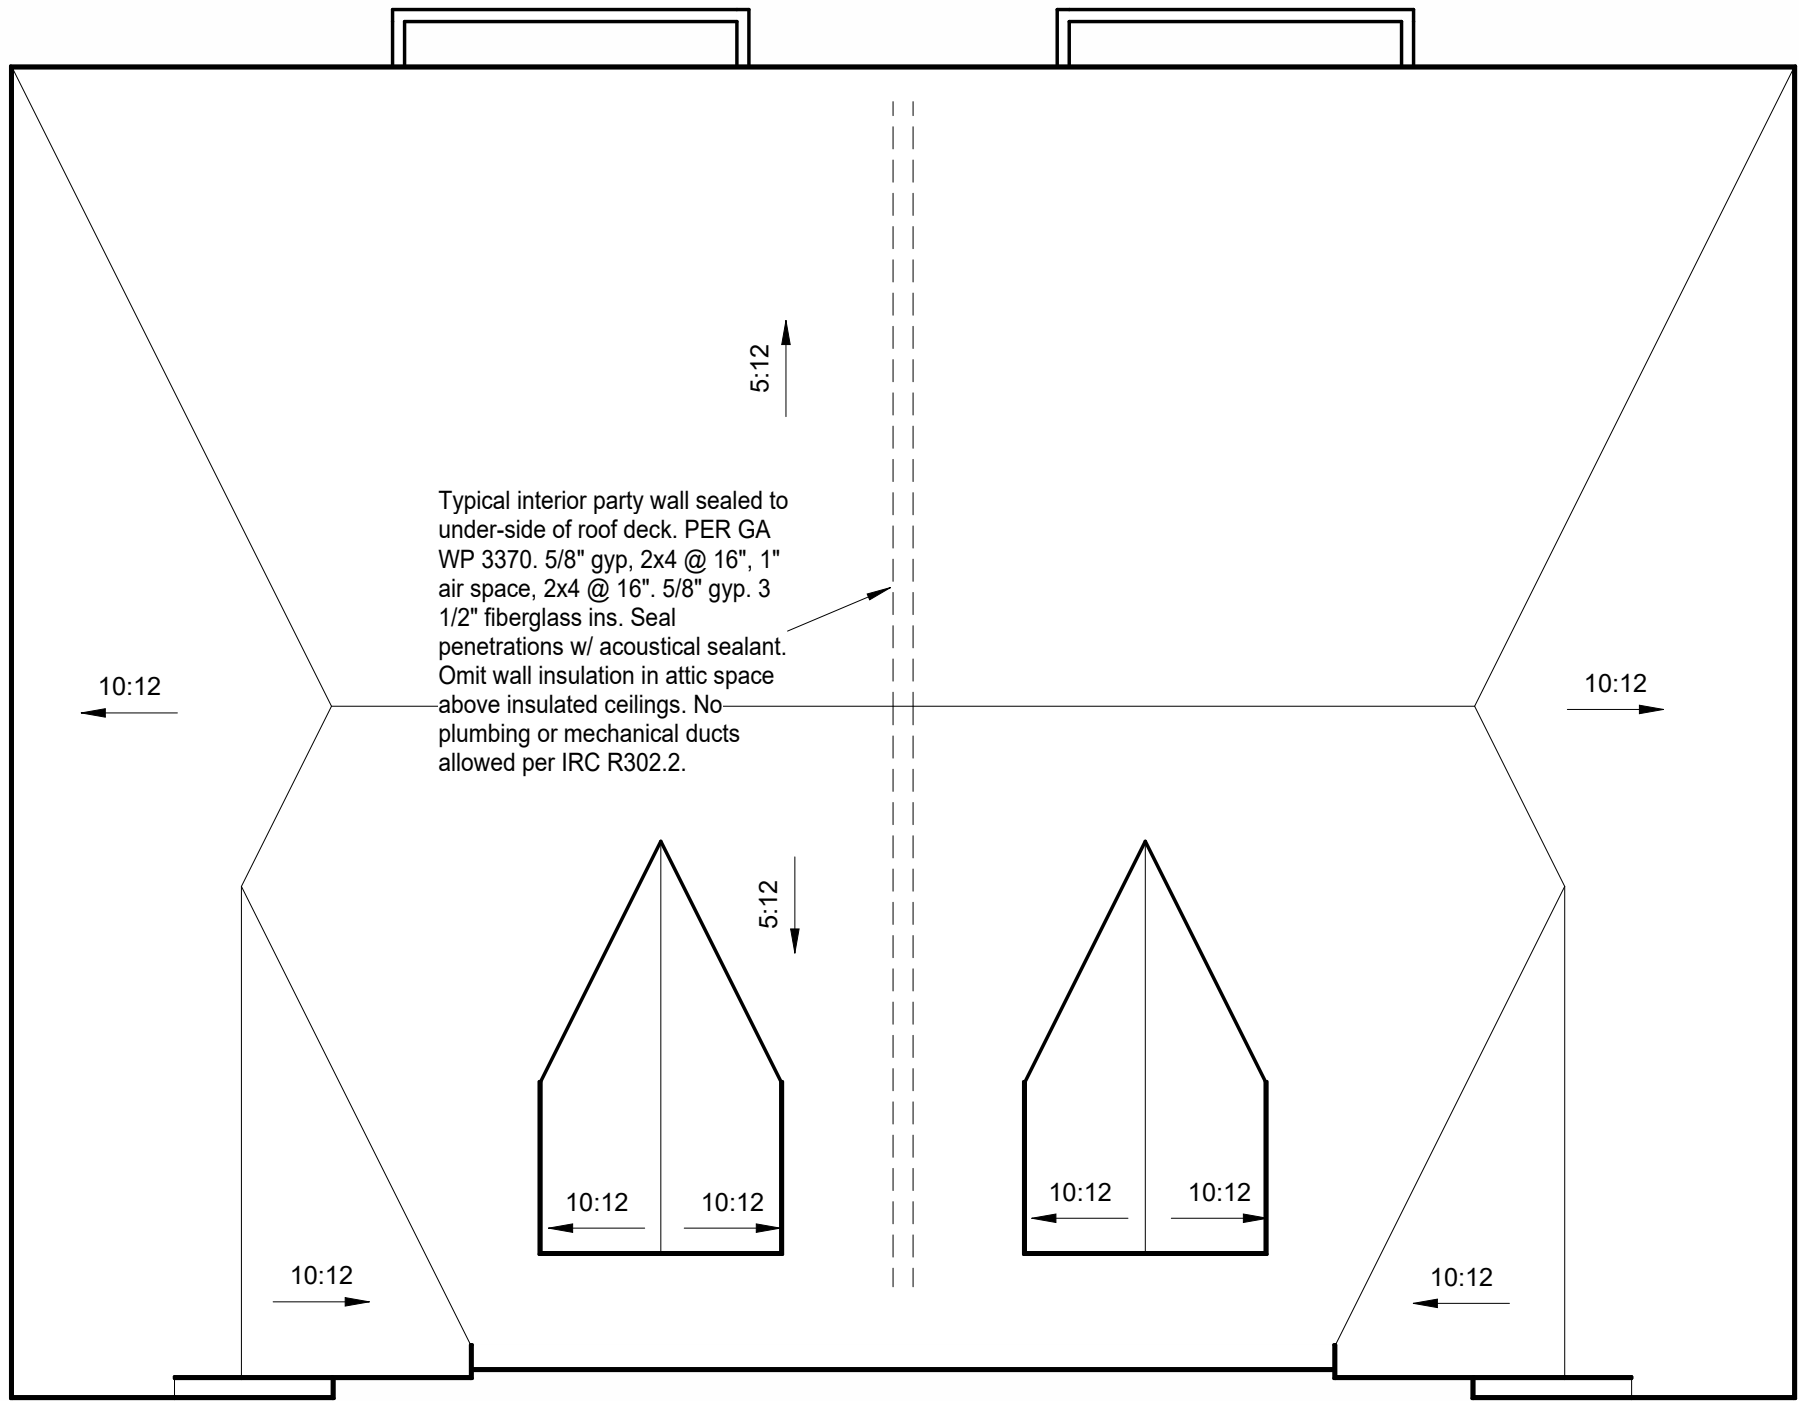 5:12
Typical interior party wall sealed to
under-side of roof deck. PER GA
WP 3370. 5/8" gyp, 2x4 @ 16", 1"
air space, 2x4 @ 16". 5/8" gyp. 3
1/2" fiberglass ins. Seal
penetrations w/ acoustical sealant.
Omit wall insulation in attic space
above insulated ceilings. No
plumbing or mechanical ducts
allowed per IRC R302.2.
10:12
10:12
5:12
10:12
10:12
10:12
10:12
10:12
10:12